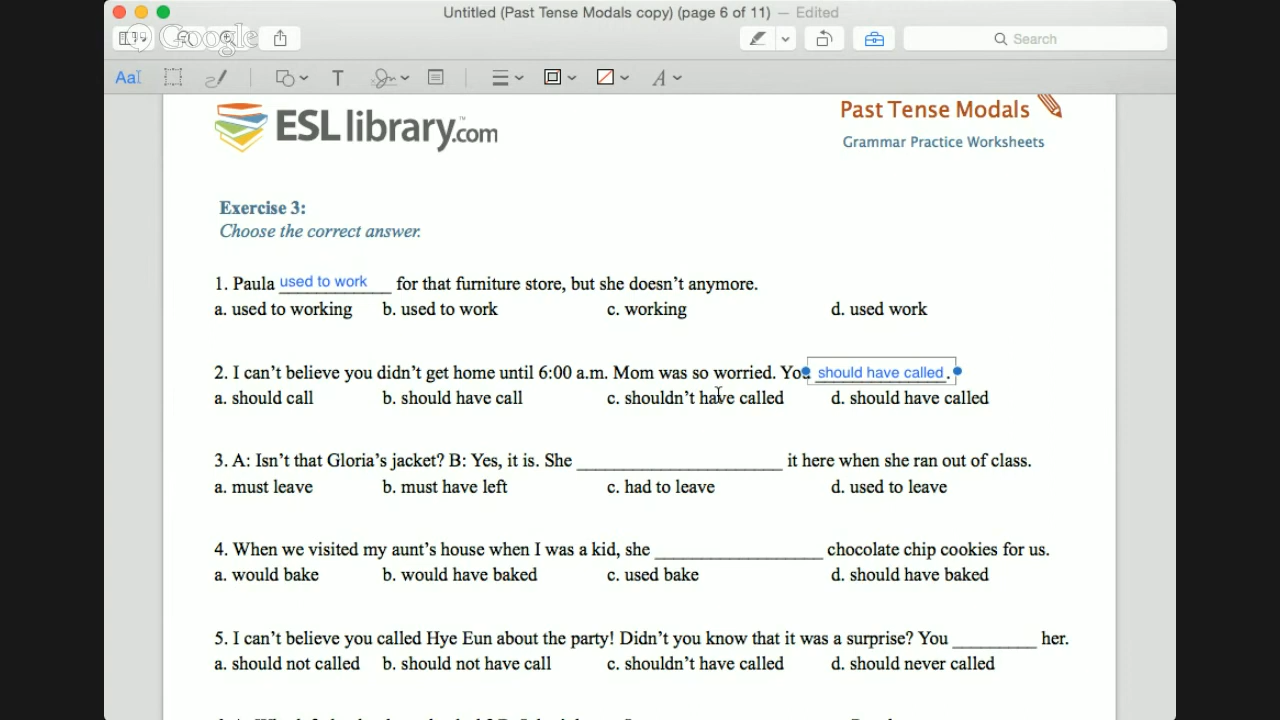 Untitled (Past Tense Modals copy) (page 6 of 11) — Edited
Google
Search
AaI T A
ESL library.com™
Past Tense Modals
Grammar Practice Worksheets
Exercise 3:
Choose the correct answer.
1. Paula used to work for that furniture store, but she doesn't anymore.
a. used to working b. used to work c. working d. used work
2. I can't believe you didn't get home until 6:00 a.m. Mom was so worried. You should have called.
a. should call b. should have call c. shouldn't have called d. should have called
3. A: Isn't that Gloria's jacket? B: Yes, it is. She ______________________ it here when she ran out of class.
a. must leave b. must have left c. had to leave d. used to leave
4. When we visited my aunt's house when I was a kid, she __________________ chocolate chip cookies for us.
a. would bake b. would have baked c. used bake d. should have baked
5. I can't believe you called Hye Eun about the party! Didn't you know that it was a surprise? You _________ her.
a. should not called b. should not have call c. shouldn't have called d. should never called